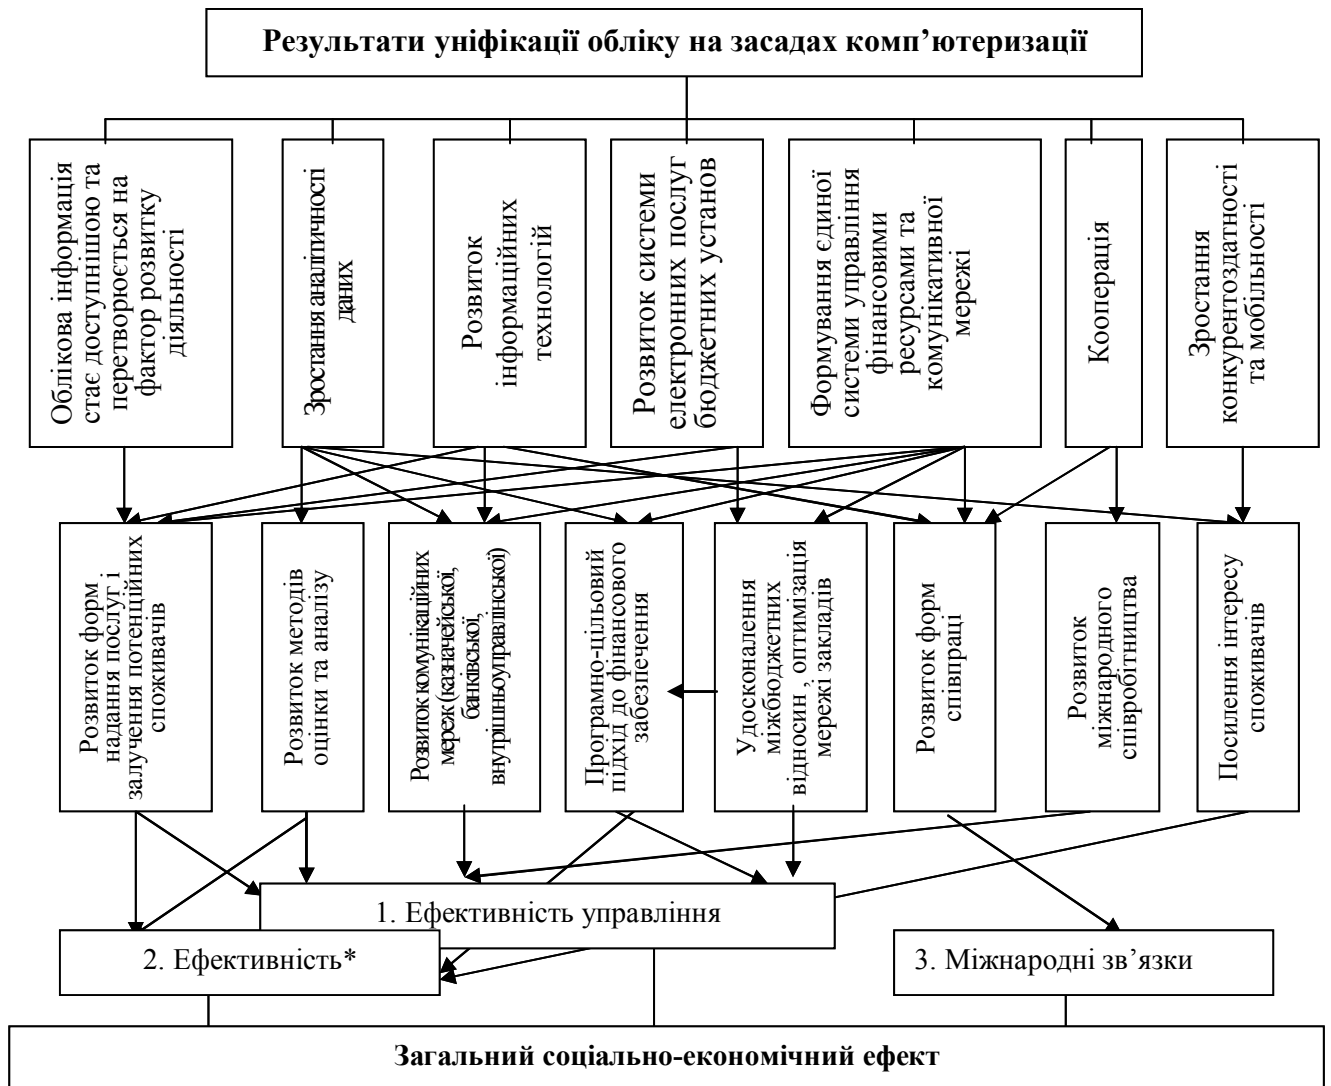 Результати уніфікації обліку на засадах комп’ютеризації
Облікова інформація
стає доступнішою та
перетворюється на
фактор розвитку
діяльності
Зростання аналітичності
даних
Розвиток
інформаційних
технологій
Розвиток системи
електронних послуг
бюджетних установ
Формування єдиної
системи управління
фінансовими
ресурсами та
комунікативної
мережі
Кооперація
Зростання
конкурентоздатності
та мобільності
Розвиток форм
надання послуг і
залучення потенційних
споживачів
Розвиток методів
оцінки та аналізу
Розвиток комунікаційних
мереж (казначейської,
банківської,
внутрішньоуправлінської)
Програмно-цільовий
підхід до фінансового
забезпечення
Удосконалення
міжбюджетних
відносин , оптимізація
мережі закладів
Розвиток форм
співпраці
Розвиток
міжнародного
співробітництва
Посилення інтересу
споживачів
1. Ефективність управління
2. Ефективність*
3. Міжнародні зв’язки
Загальний соціально-економічний ефект